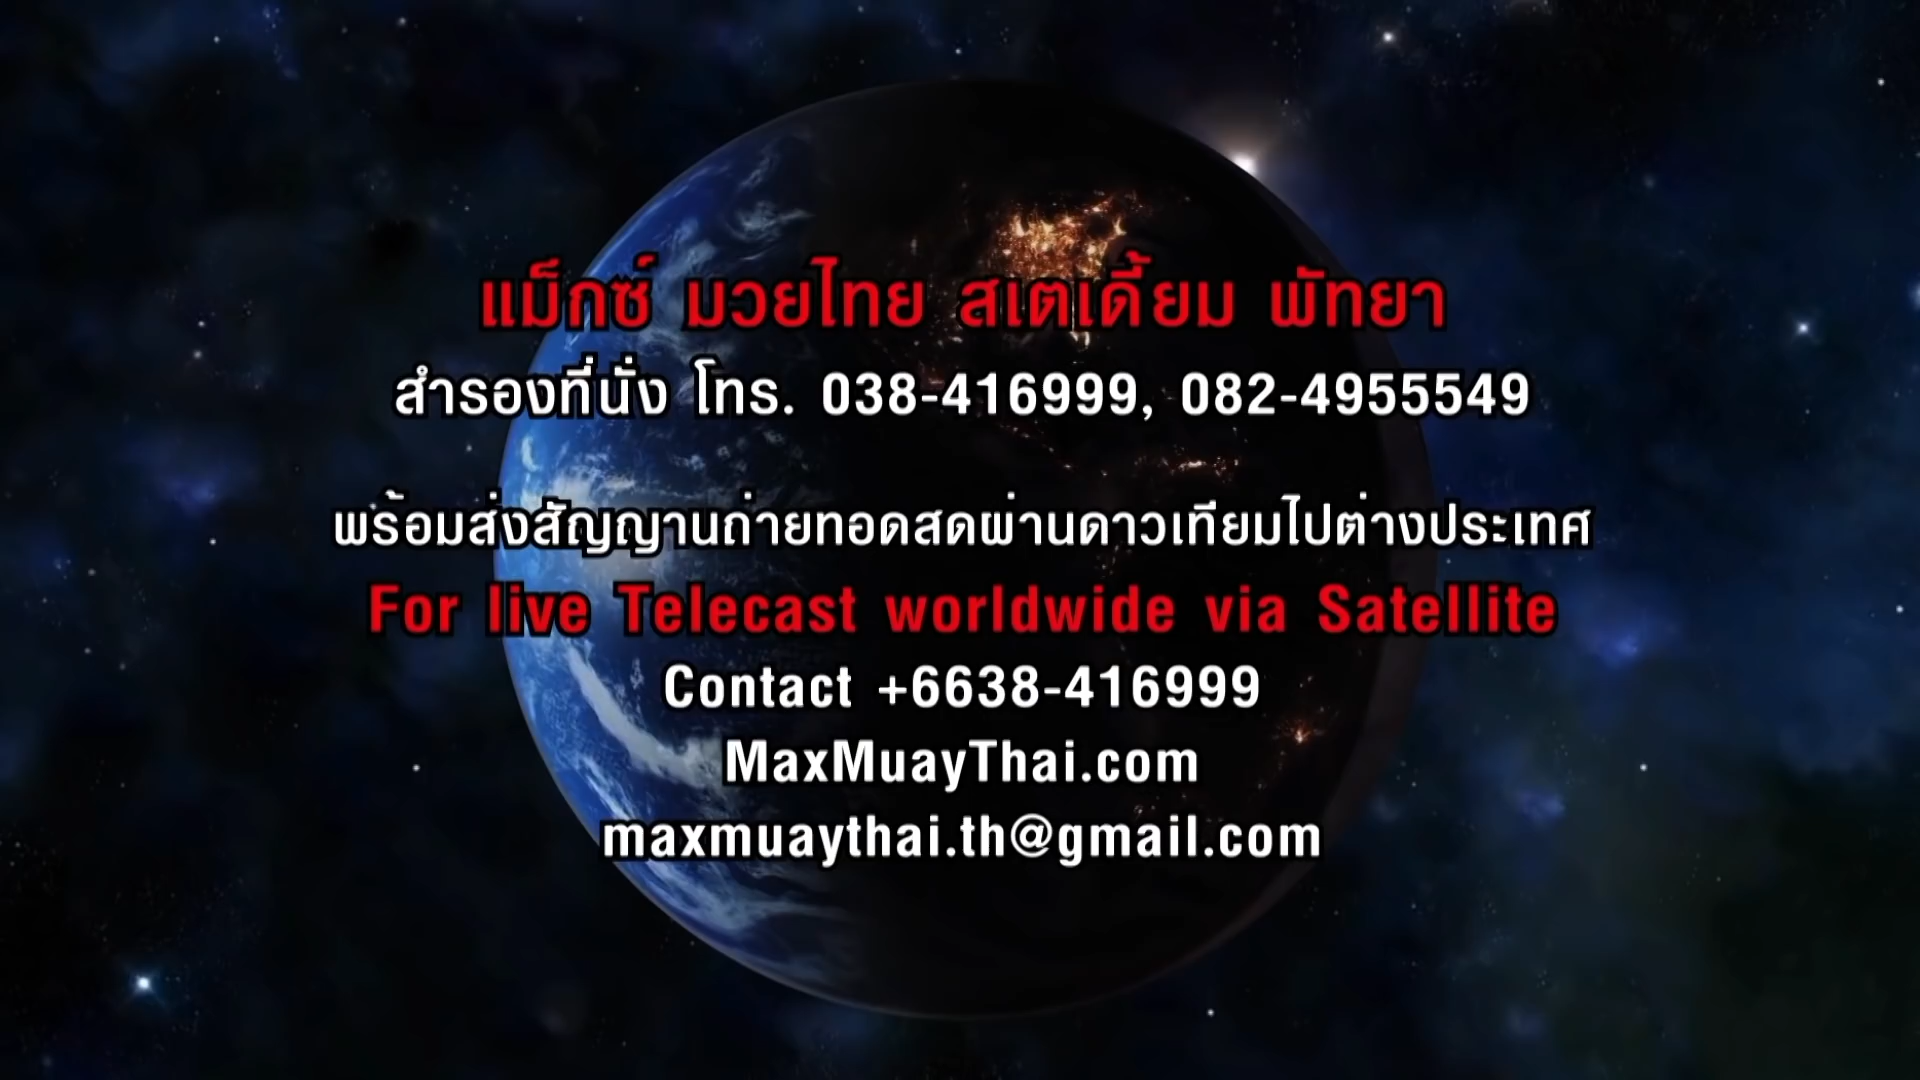 แม็กซ์ มวยไทย สเตเดี้ยม พัทยา
สำรองที่นั่ง โทร. 038-416999, 082-4955549
พร้อมส่งสัญญานถ่ายทอดสดผ่านดาวเทียมไปต่างประเทศ
For live Telecast worldwide via Satellite
Contact +6638-416999
MaxMuayThai.com
maxmuaythai.th@gmail.com